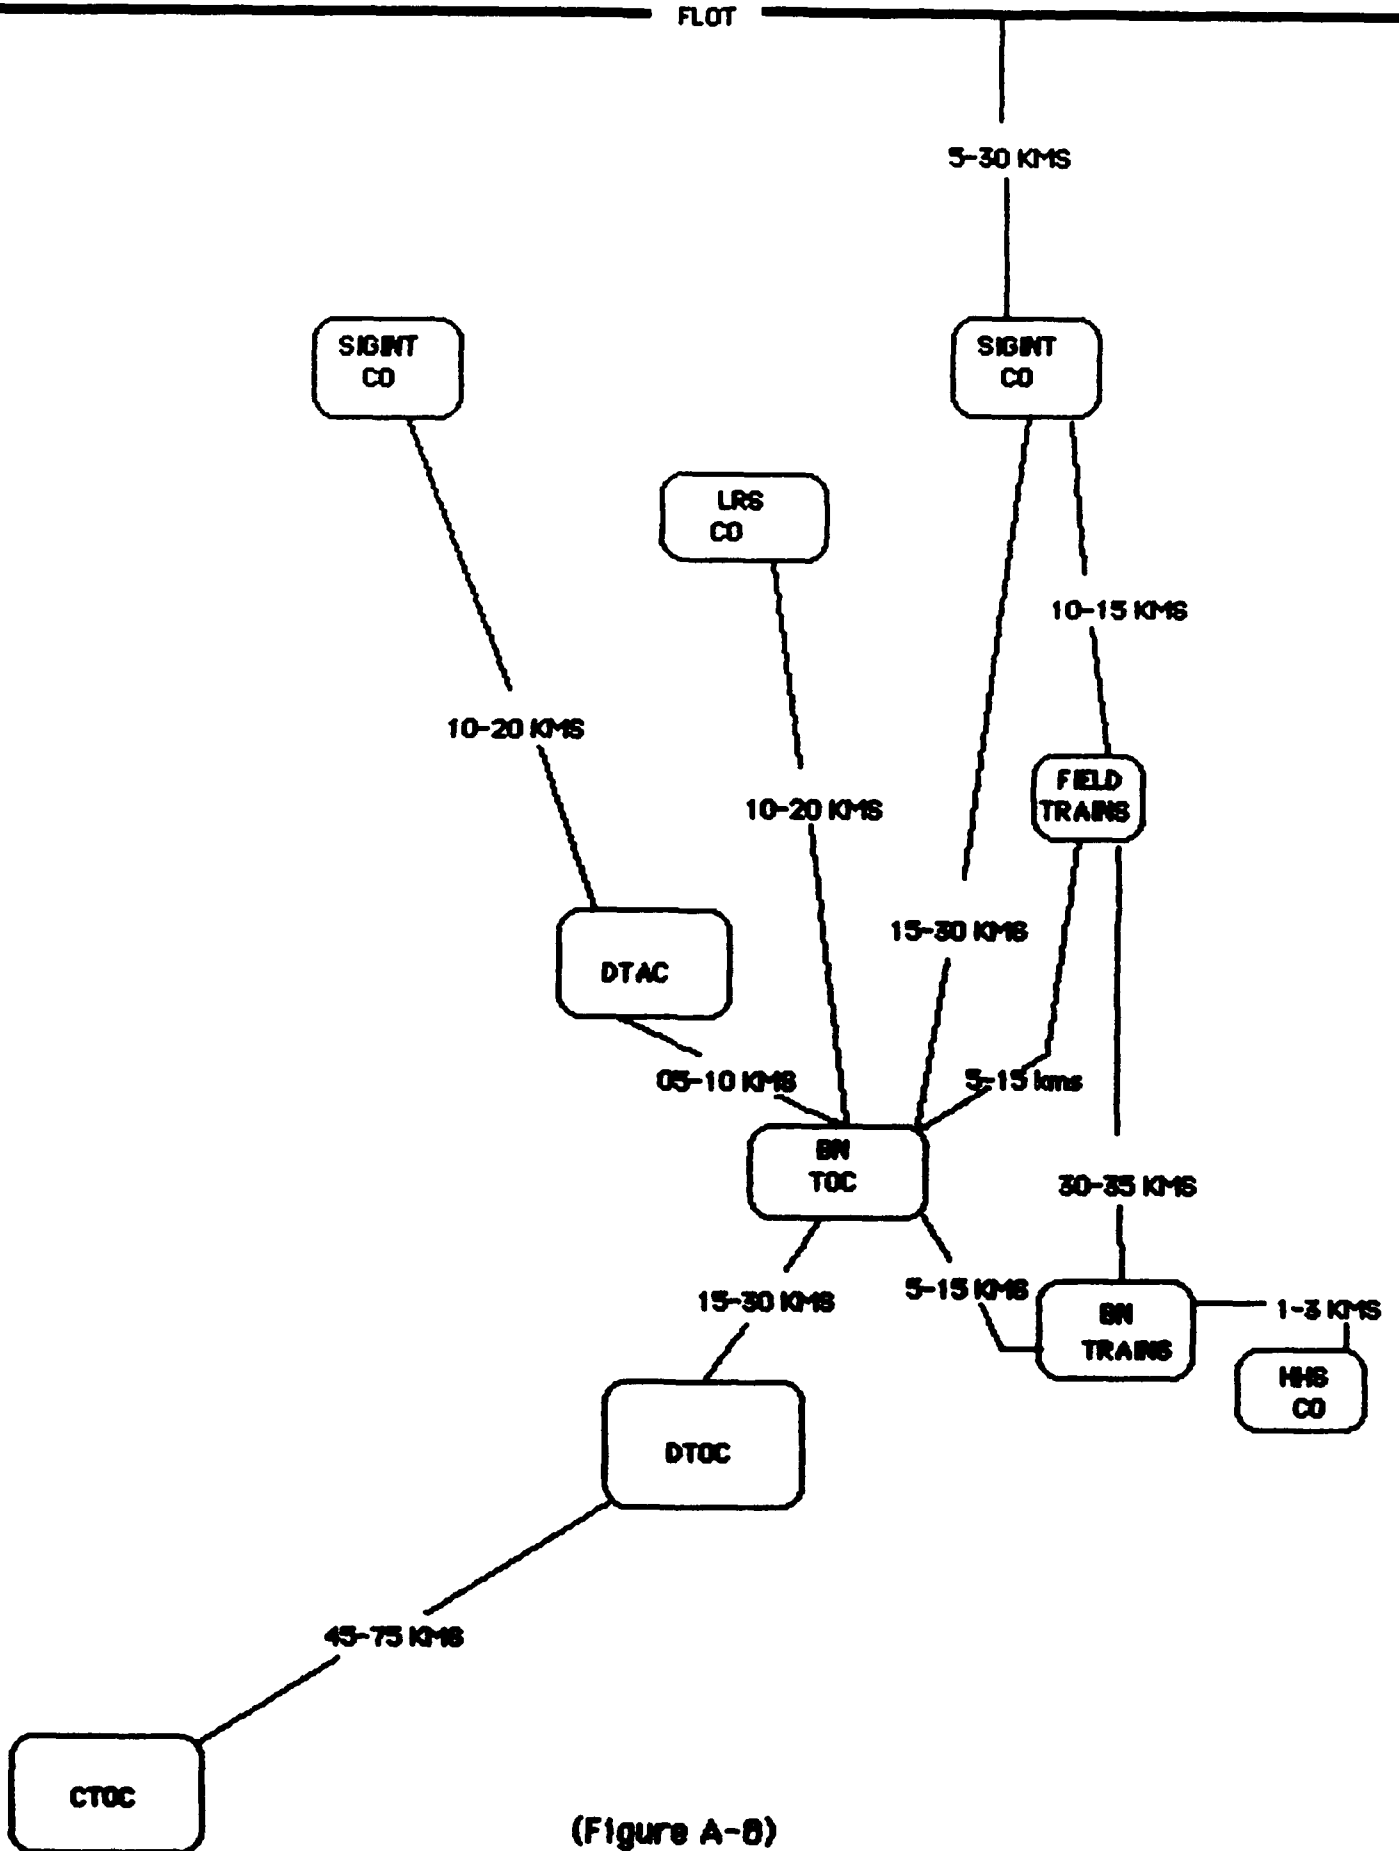 FLOT
5-30 KMS
SIGINT
CO
SIGINT
CO
LRS
CO
10-15 KMS
10-20 KMS
FIELD
TRAINS
10-20 KMS
15-30 KMS
DTAC
05-10 KMS
5-15 kms
BN
TOC
30-35 KMS
15-30 KMS
5-15 KMS
BN
TRAINS
1-3 KMS
HHS
CO
DTOC
45-75 KMS
CTOC
(Figure A-8)